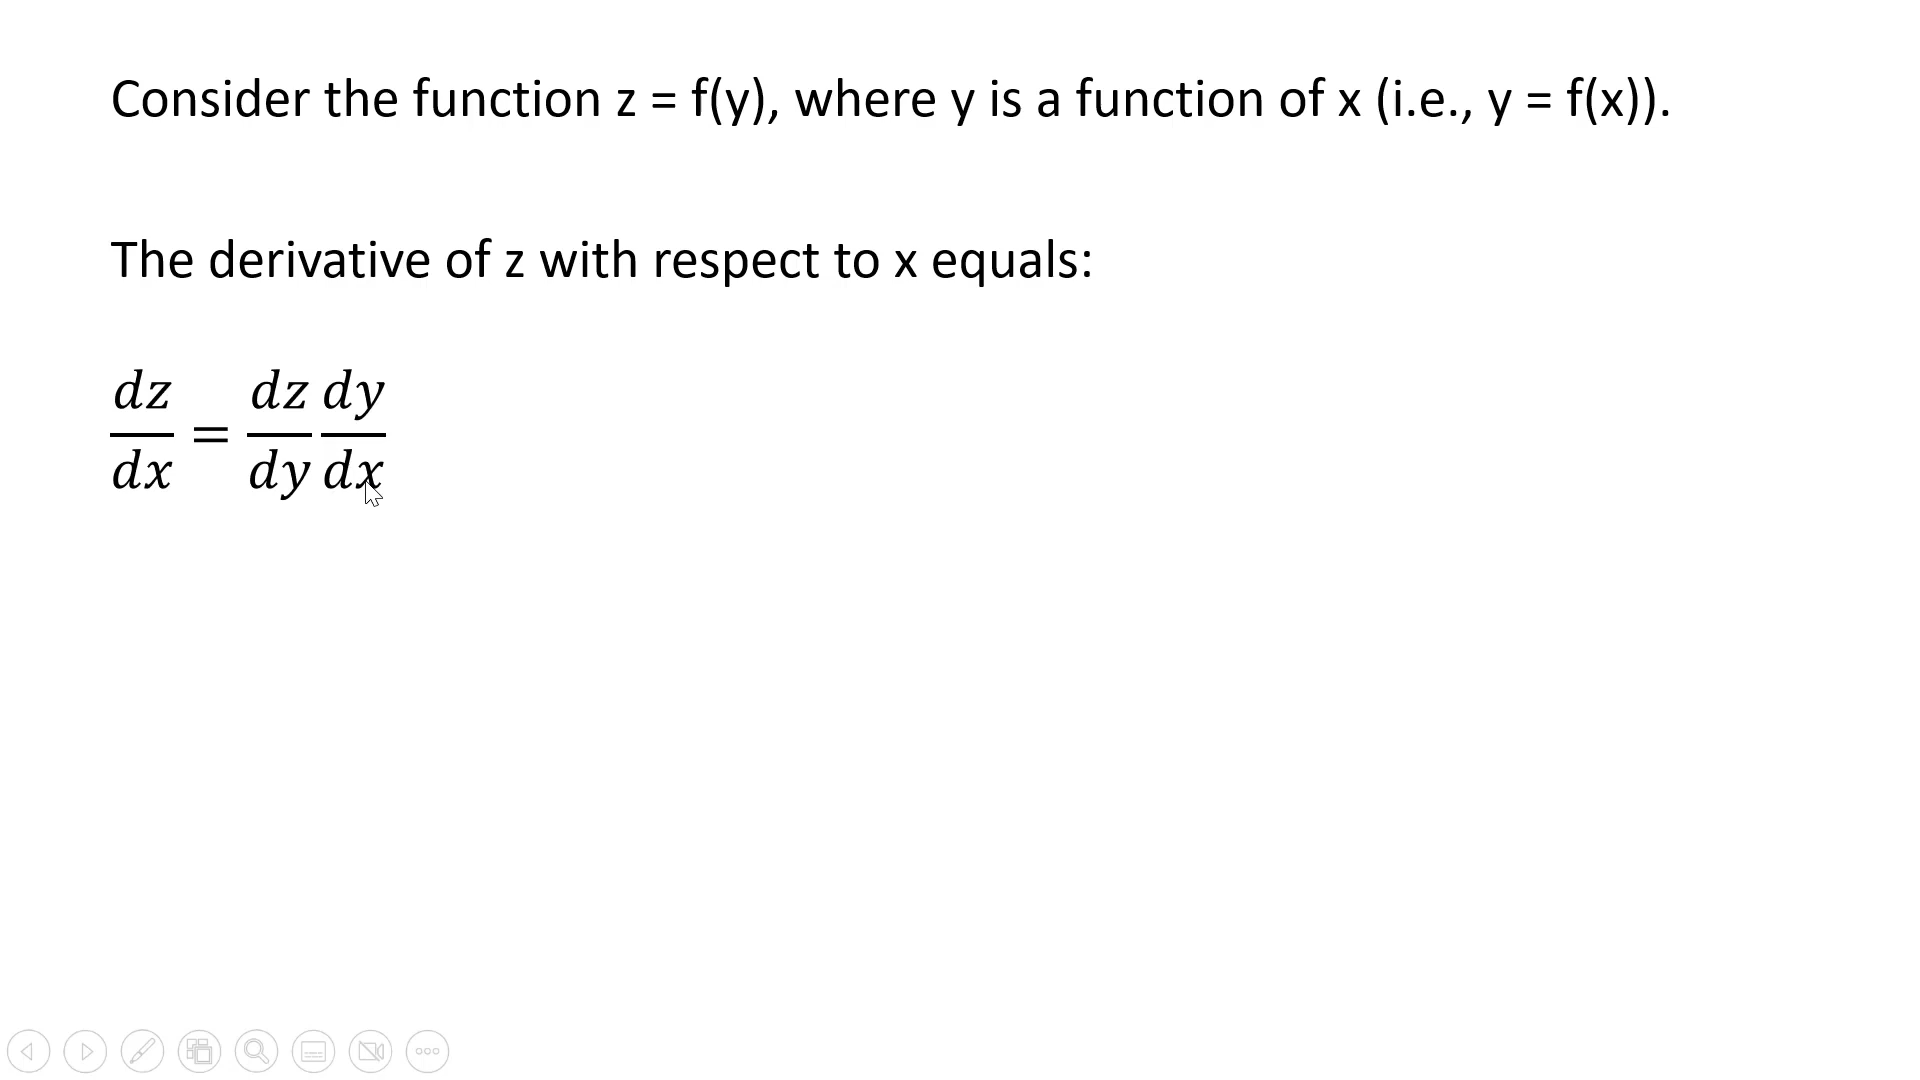 Consider the function z = f(y), where y is a function of x (i.e., y = f(x)).
The derivative of z with respect to x equals:
dz/dx = dz/dy dy/dx